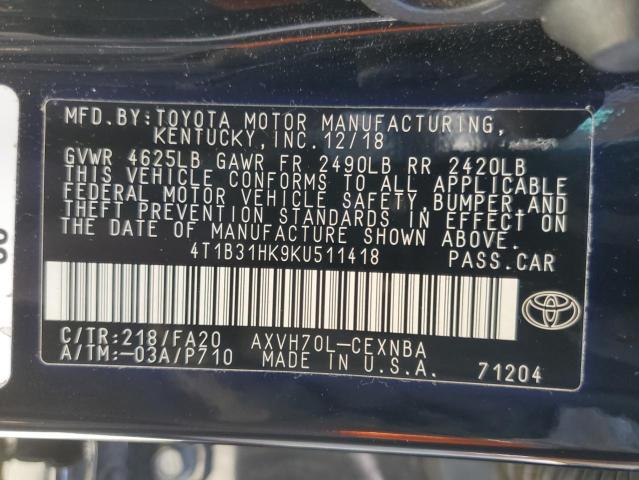 MFD.BY:TOYOTA MOTOR MANUFACTURING,
KENTUCKY,INC.12/18
GVWR 4625LB GAWR FR 2490LB RR 2420LB
THIS VEHICLE CONFORMS TO ALL APPLICABLE
FEDERAL MOTOR VEHICLE SAFETY,BUMPER,AND
THEFT PREVENTION STANDARDS IN EFFECT ON
THE DATE OF MANUFACTURE SHOWN ABOVE.
4T1B31HK9KU511418 PASS.CAR
C/TR:218/FA20 AXVH70L-CEXNBA
A/TM:-03A/P710 MADE IN U.S.A. 71204
TOYOTA